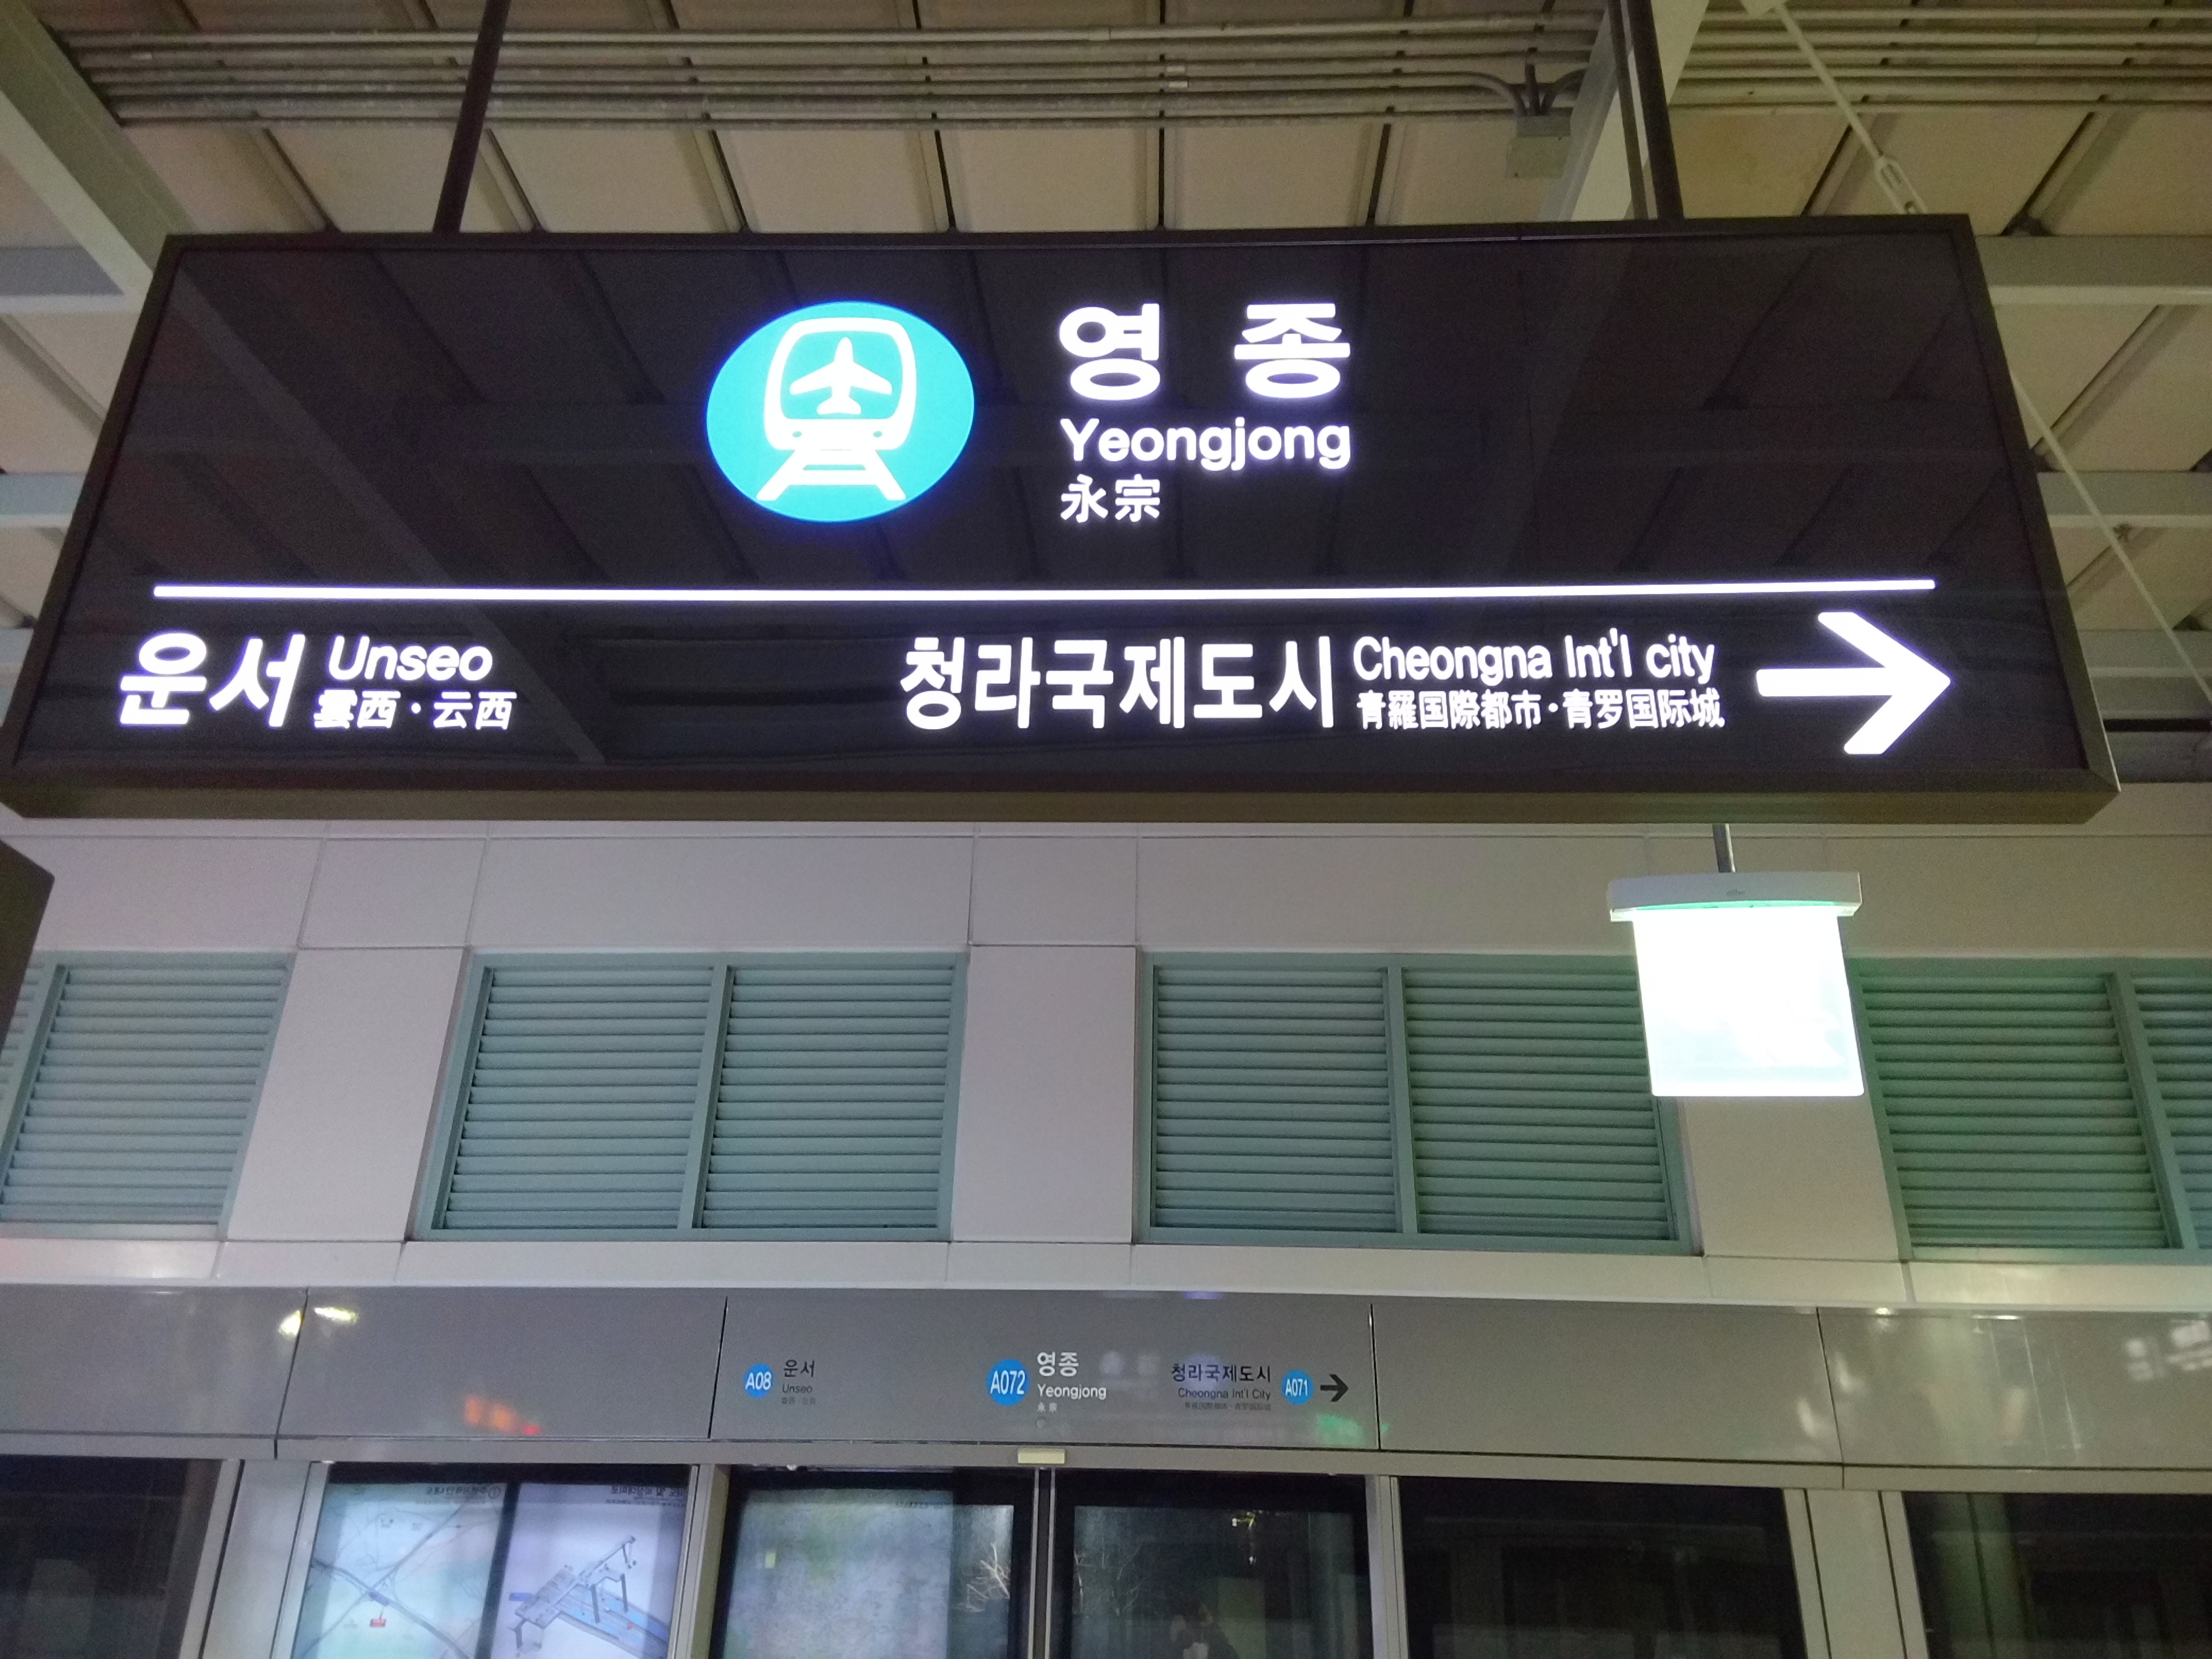 영 종
Yeongjong
永宗
운서 Unseo
雲西・云西
청라국제도시 Cheongna Int'l city
青羅国際都市・青罗国际城
A08 운서
Unseo
A072 영종
Yeongjong
永宗
청라국제도시 A071
Cheongna Int'l City